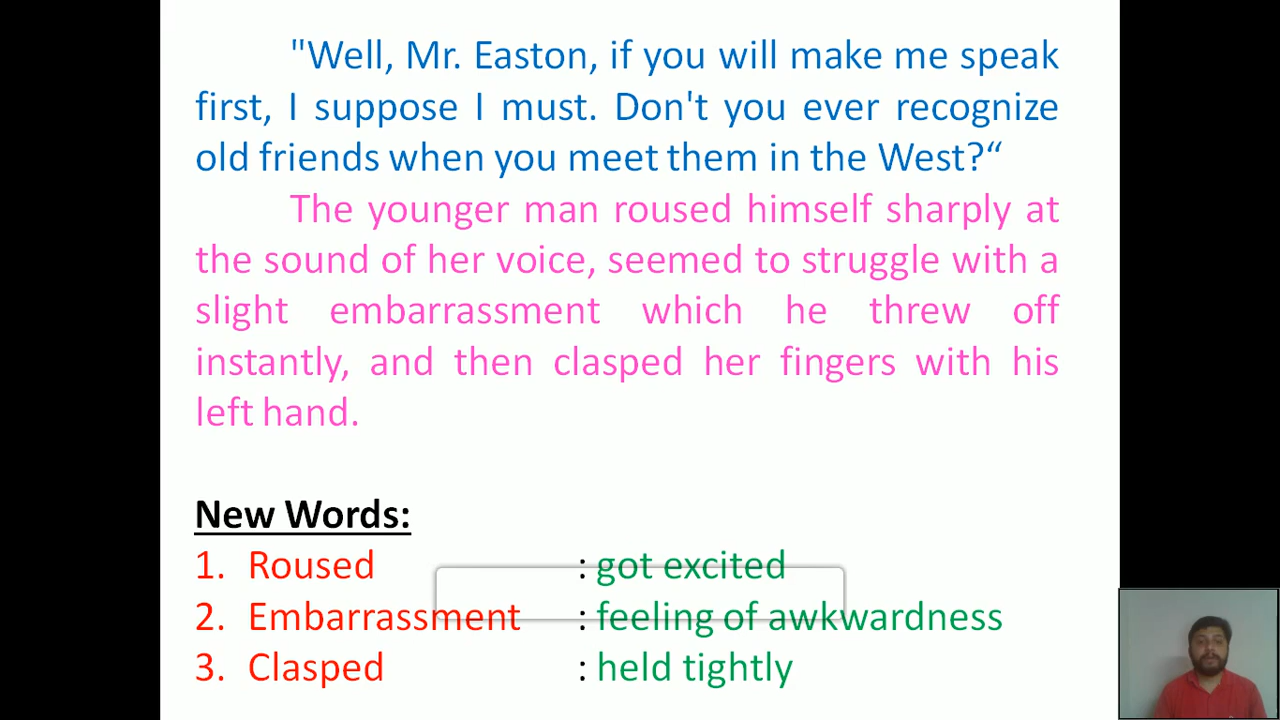 "Well, Mr. Easton, if you will make me speak
first, I suppose I must. Don't you ever recognize
old friends when you meet them in the West?“
The younger man roused himself sharply at
the sound of her voice, seemed to struggle with a
slight embarrassment which he threw off
instantly, and then clasped her fingers with his
left hand.
New Words:
1. Roused : got excited
2. Embarrassment : feeling of awkwardness
3. Clasped : held tightly